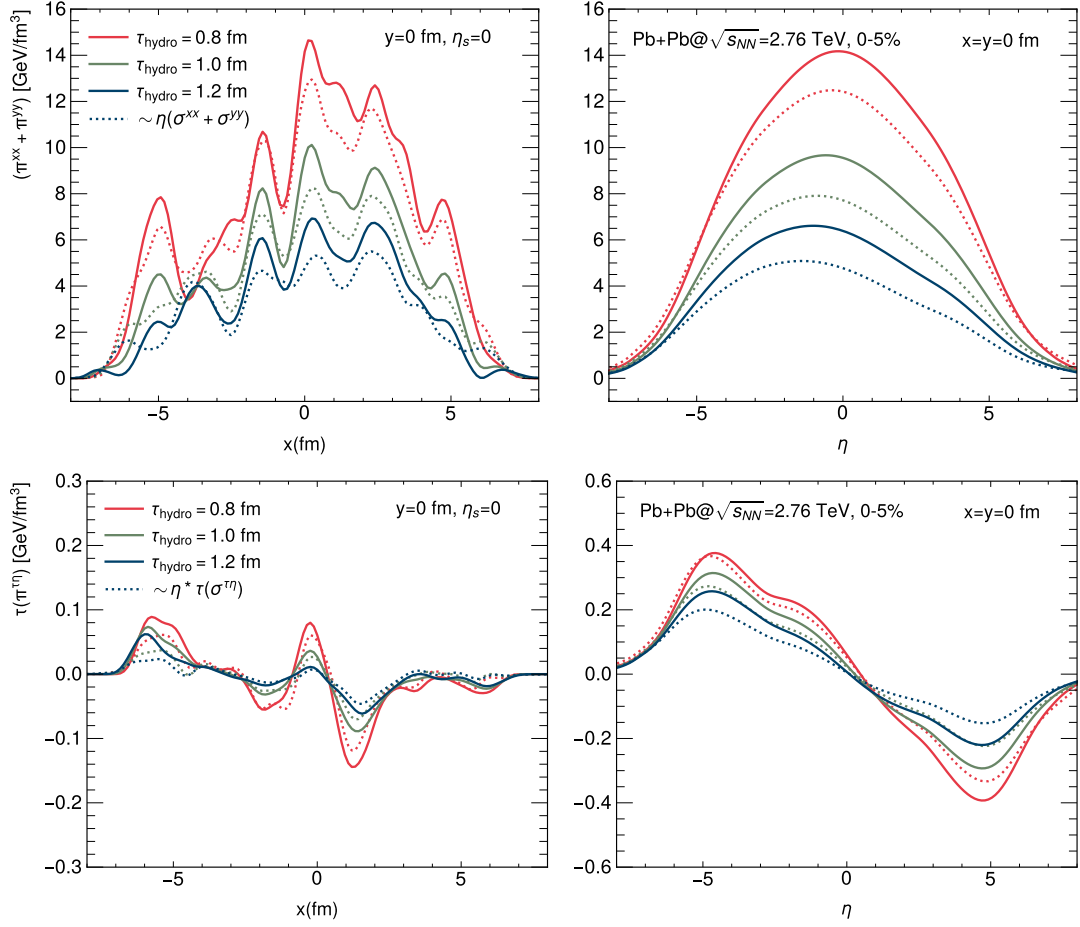 16
14
12
10
8
6
4
2
0
(π^xx + π^yy) [GeV/fm³]
τ_hydro = 0.8 fm
τ_hydro = 1.0 fm
τ_hydro = 1.2 fm
∼ η(σ^xx + σ^yy)
y=0 fm, η_s=0
−5 0 5
x(fm)
16
14
12
10
8
6
4
2
0
Pb+Pb@√s_NN=2.76 TeV, 0-5% x=y=0 fm
−5 0 5
η
0.3
0.2
0.1
0.0
−0.1
−0.2
−0.3
τ(π^τη) [GeV/fm³]
τ_hydro = 0.8 fm
τ_hydro = 1.0 fm
τ_hydro = 1.2 fm
∼ η * τ(σ^τη)
y=0 fm, η_s=0
−5 0 5
x(fm)
0.6
0.4
0.2
0.0
−0.2
−0.4
−0.6
Pb+Pb@√s_NN=2.76 TeV, 0-5% x=y=0 fm
−5 0 5
η